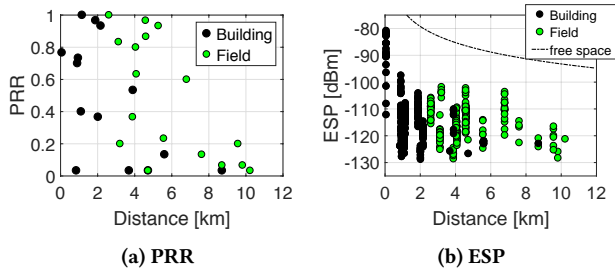 1
0.8
0.6
0.4
0.2
0
PRR
Building
Field
0 2 4 6 8 10 12
Distance [km]
(a) PRR
-80
-90
-100
-110
-120
-130
ESP [dBm]
Building
Field
free space
0 2 4 6 8 10 12
Distance [km]
(b) ESP